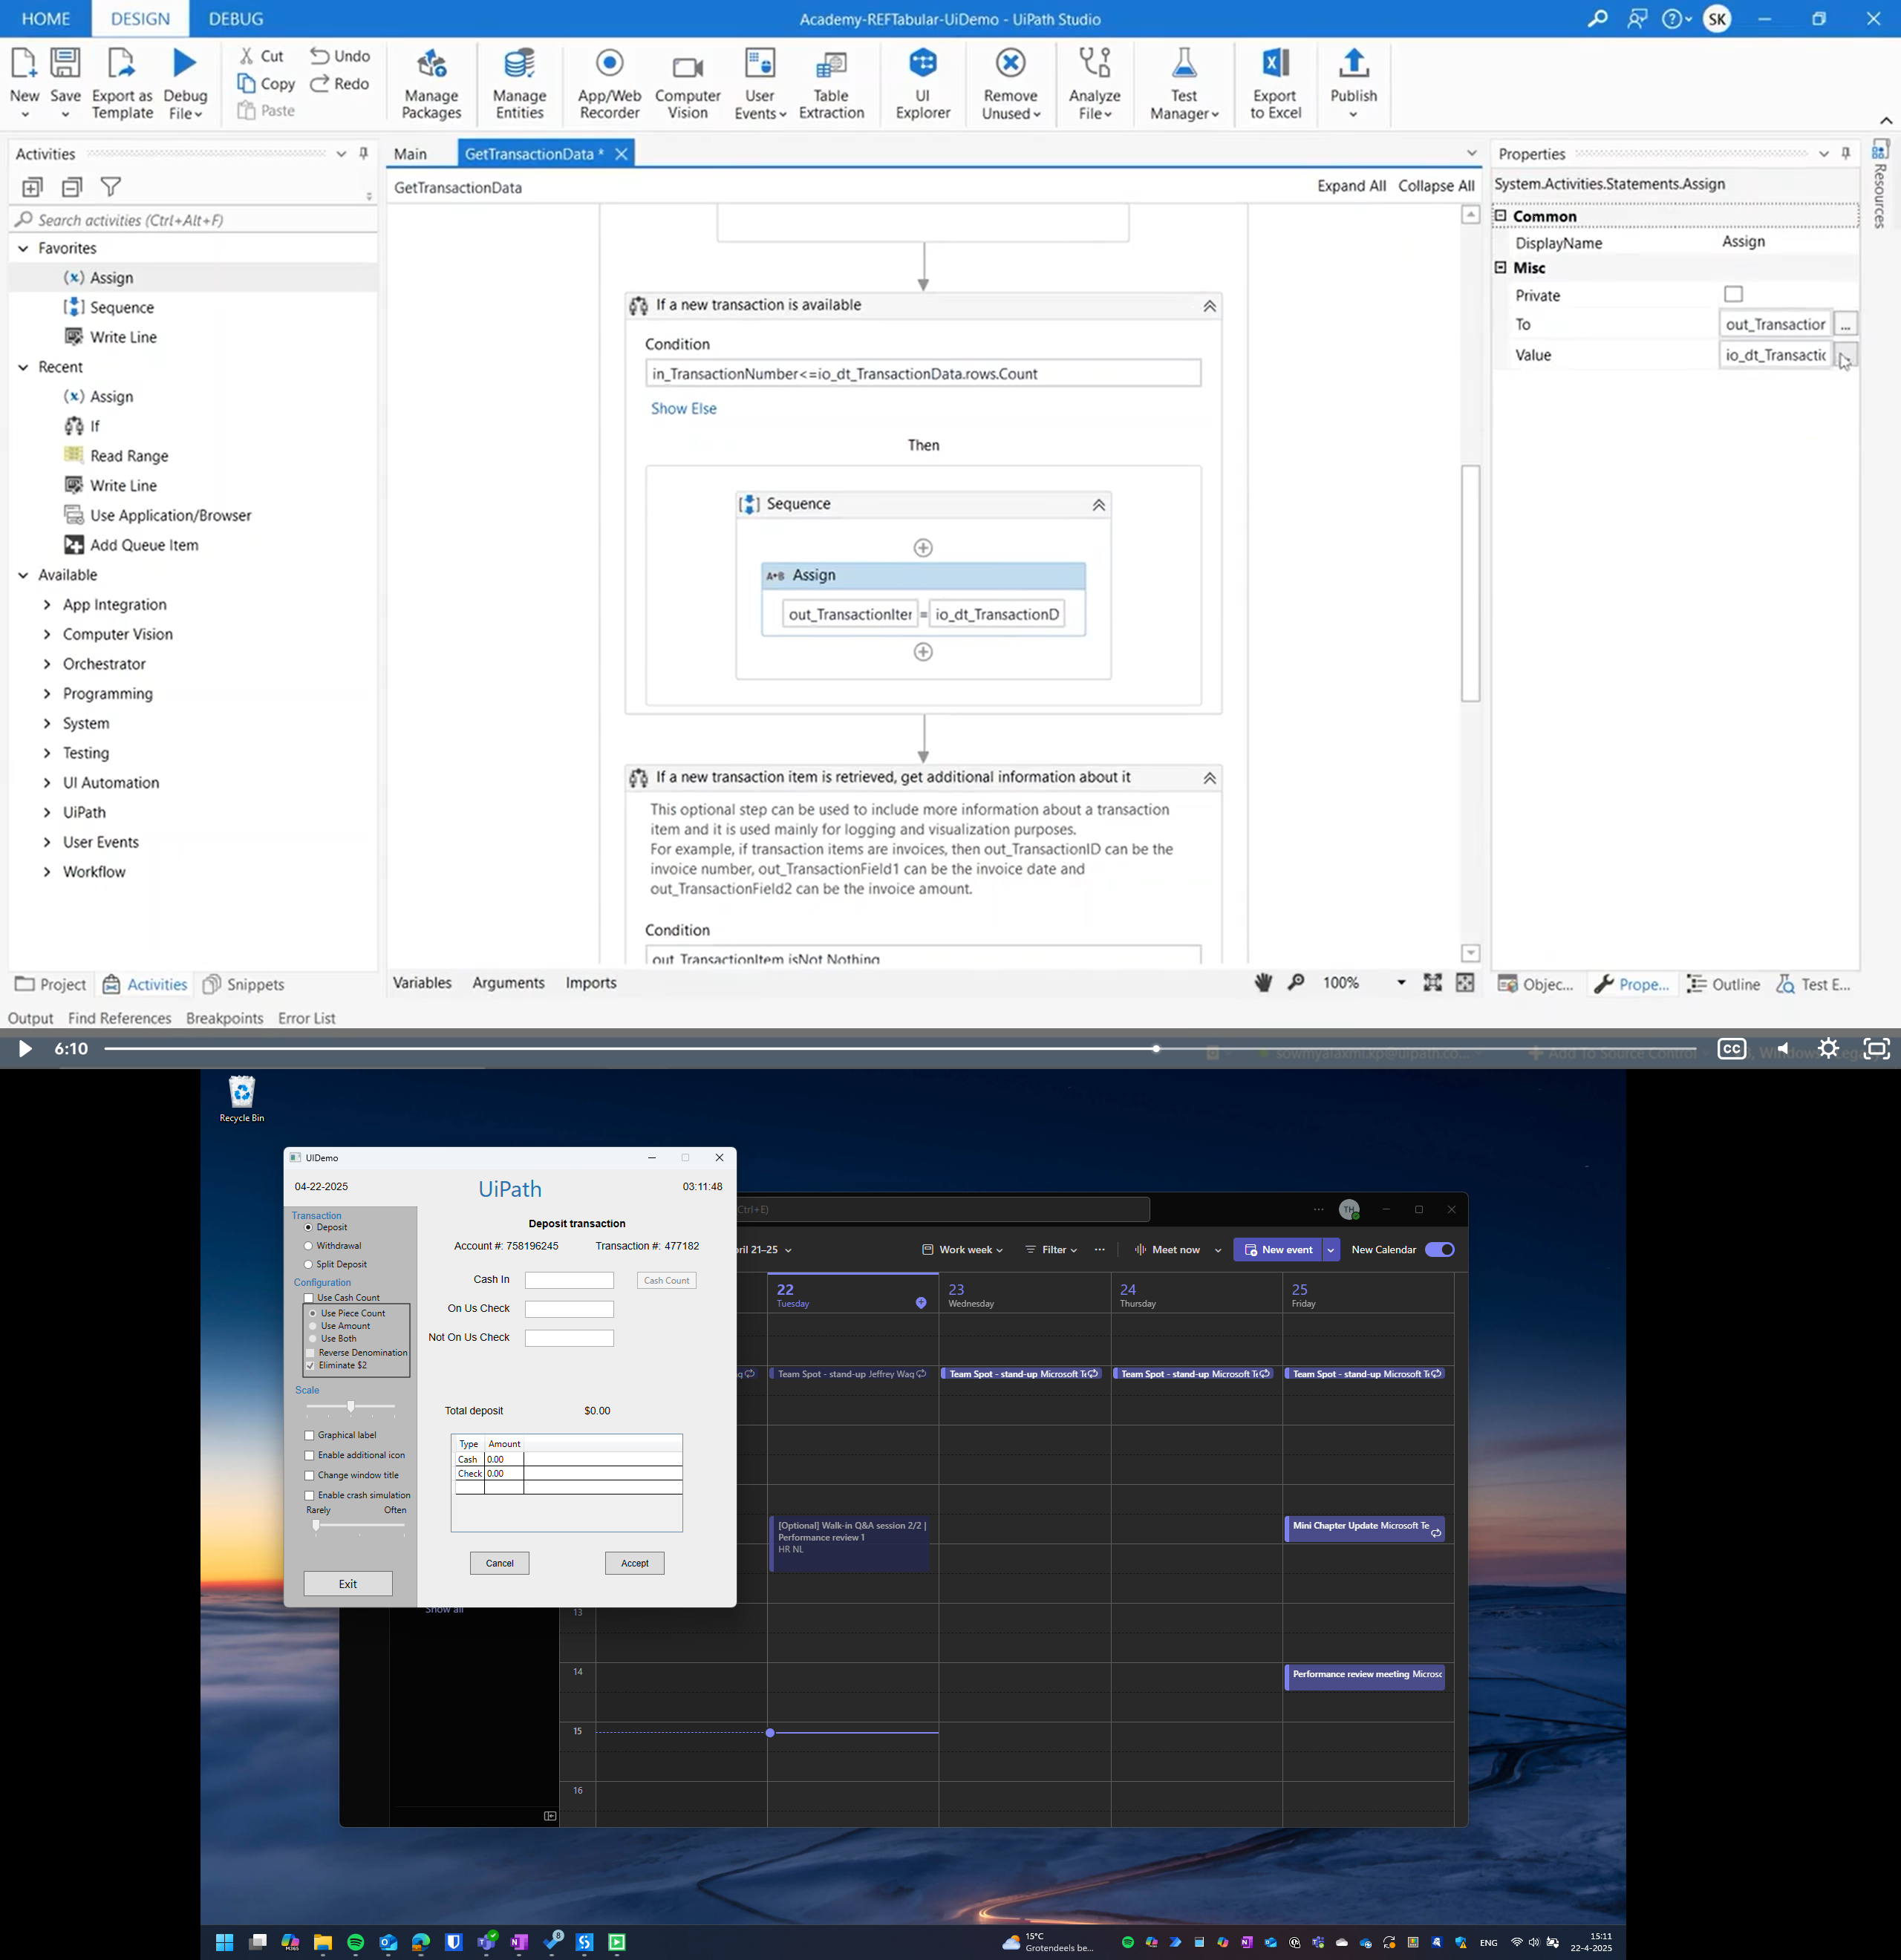 HOME DESIGN DEBUG Academy-REFTabular-UiDemo - UiPath Studio SK
New Save Export as Template Debug File Cut Copy Paste Undo Redo
Manage Packages Manage Entities App/Web Recorder Computer Vision User Events Table Extraction UI Explorer Remove Unused Analyze File Test Manager Export to Excel Publish
Activities
Search activities (Ctrl+Alt+F)
Favorites
Assign
Sequence
Write Line
Recent
Assign
If
Read Range
Write Line
Use Application/Browser
Add Queue Item
Available
App Integration
Computer Vision
Orchestrator
Programming
System
Testing
UI Automation
UiPath
User Events
Workflow
Project Activities Snippets
Main GetTransactionData *
GetTransactionData Expand All Collapse All
If a new transaction is available
Condition
in_TransactionNumber<=io_dt_TransactionData.rows.Count
Show Else
Then
Sequence
A+B Assign
out_TransactionIter = io_dt_TransactionD
If a new transaction item is retrieved, get additional information about it
This optional step can be used to include more information about a transaction
item and it is used mainly for logging and visualization purposes.
For example, if transaction items are invoices, then out_TransactionID can be the
invoice number, out_TransactionField1 can be the invoice date and
out_TransactionField2 can be the invoice amount.
Condition
out_TransactionItem isNot Nothing
Variables Arguments Imports 100%
Properties
System.Activities.Statements.Assign
Common
DisplayName Assign
Misc
Private
To out_Transactior ...
Value io_dt_Transactic
Resources
Objec... Prope... Outline Test E...
Output Find References Breakpoints Error List
6:10 CC
sowmyalaxmi.kp@uipath.co... Add To Source Control
Recycle Bin
UIDemo
04-22-2025 UiPath 03:11:48
Transaction
Deposit
Withdrawal
Split Deposit
Configuration
Use Cash Count
Use Piece Count
Use Amount
Use Both
Reverse Denomination
Eliminate $2
Scale
Graphical label
Enable additional icon
Change window title
Enable crash simulation
Rarely Often
Exit
Deposit transaction
Account #: 758196245 Transaction #: 477182
Cash In Cash Count
On Us Check
Not On Us Check
Total deposit $0.00
Type Amount
Cash 0.00
Check 0.00
Cancel Accept
Ctrl+E) TH
ril 21–25 Work week Filter Meet now New event New Calendar
22 Tuesday
23 Wednesday
24 Thursday
25 Friday
Team Spot - stand-up Jeffrey Wag
Team Spot - stand-up Microsoft Te
Team Spot - stand-up Microsoft Te
Team Spot - stand-up Microsoft Te
[Optional] Walk-in Q&A session 2/2 |
Performance review 1
HR NL
Mini Chapter Update Microsoft Te
Show all
13
14
Performance review meeting Microsc
15
16
15°C
Grotendeels be...
ENG
15:11
22-4-2025